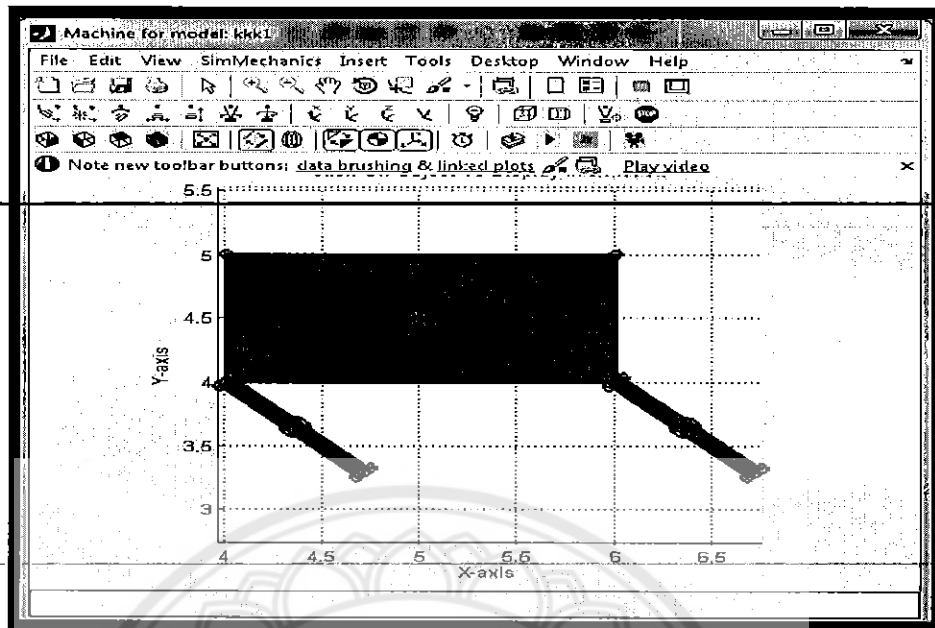 Machine for model: kkk1
File Edit View SimMechanics Insert Tools Desktop Window Help
Note new toolbar buttons: data brushing & linked plots Play video
5.5
5
4.5
4
3.5
3
Y-axis
4 4.5 5 5.5 6 6.5
X-axis